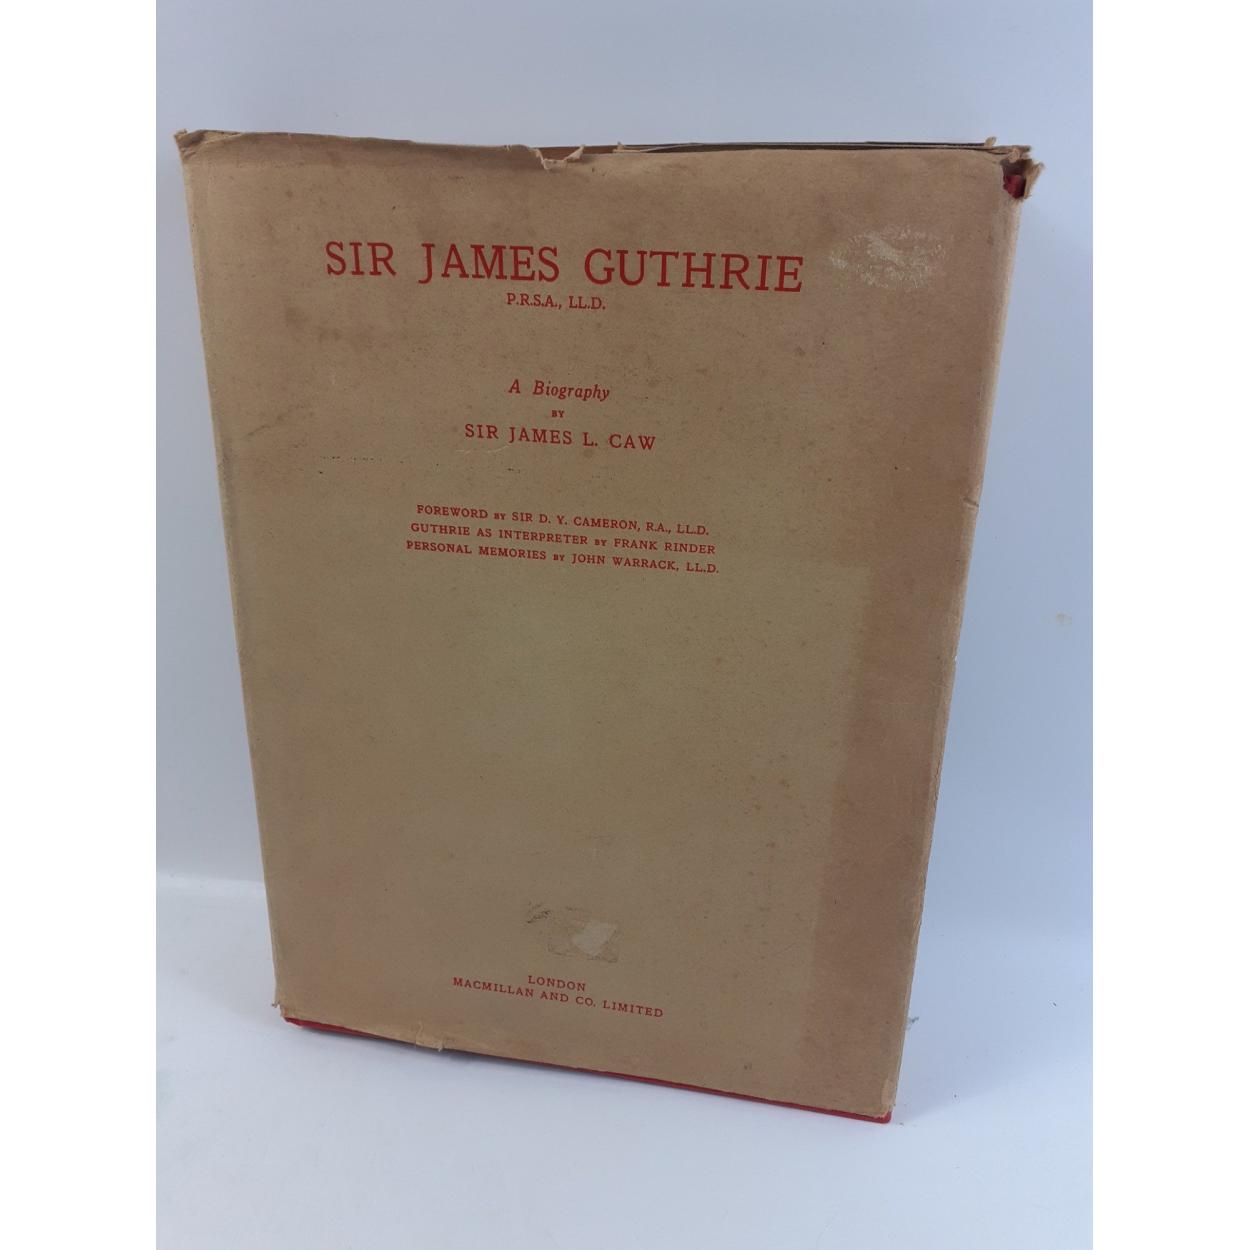 SIR JAMES GUTHRIE
P.R.S.A., LL.D.
A Biography
BY
SIR JAMES L. CAW
FOREWORD BY SIR D. Y. CAMERON, R.A., LL.D.
GUTHRIE AS INTERPRETER BY FRANK RINDER
PERSONAL MEMORIES BY JOHN WARRACK, LL.D.
LONDON
MACMILLAN AND CO. LIMITED